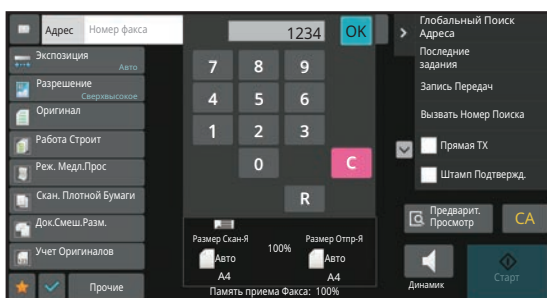 Адрес
Номер факса
1234
OK
Экспозиция
Авто
Разрешение
Сверхвысокое
Оригинал
Работа Строит
Реж. Медл.Прос
Скан. Плотной Бумаги
Док.Смеш.Разм.
Учет Оригиналов
Прочие
7 8 9
4 5 6
1 2 3
0 C
R
Размер Скан-Я
100%
Размер Отпр-Я
Авто
Авто
A4
A4
Память приема Факса: 100%
Глобальный Поиск
Адреса
Последние
задания
Запись Передач
Вызвать Номер Поиска
Прямая TX
Штамп Подтвержд.
Предварит.
Просмотр
CA
Динамик
Старт